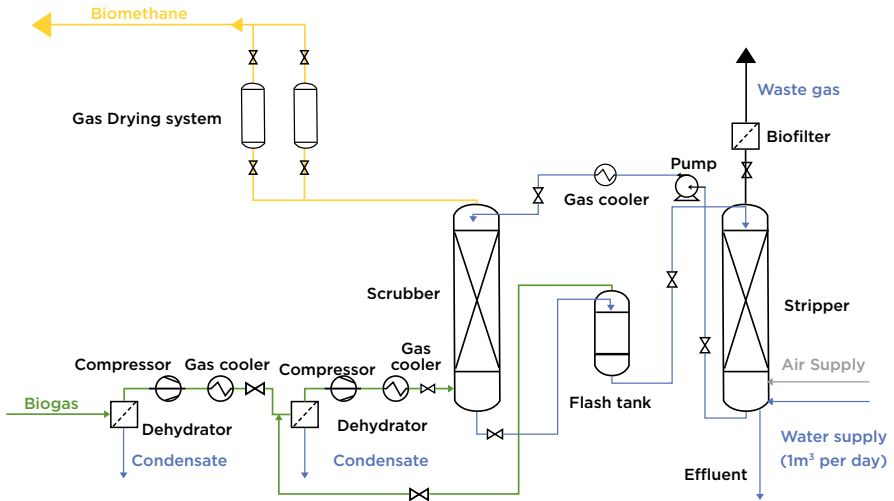 Biomethane
Gas Drying system
Waste gas
Biofilter
Pump
Gas cooler
Scrubber
Stripper
Gas
cooler
Compressor
Gas cooler
Compressor
Air Supply
Biogas
Flash tank
Dehydrator
Dehydrator
Condensate
Condensate
Water supply
(1m³ per day)
Effluent